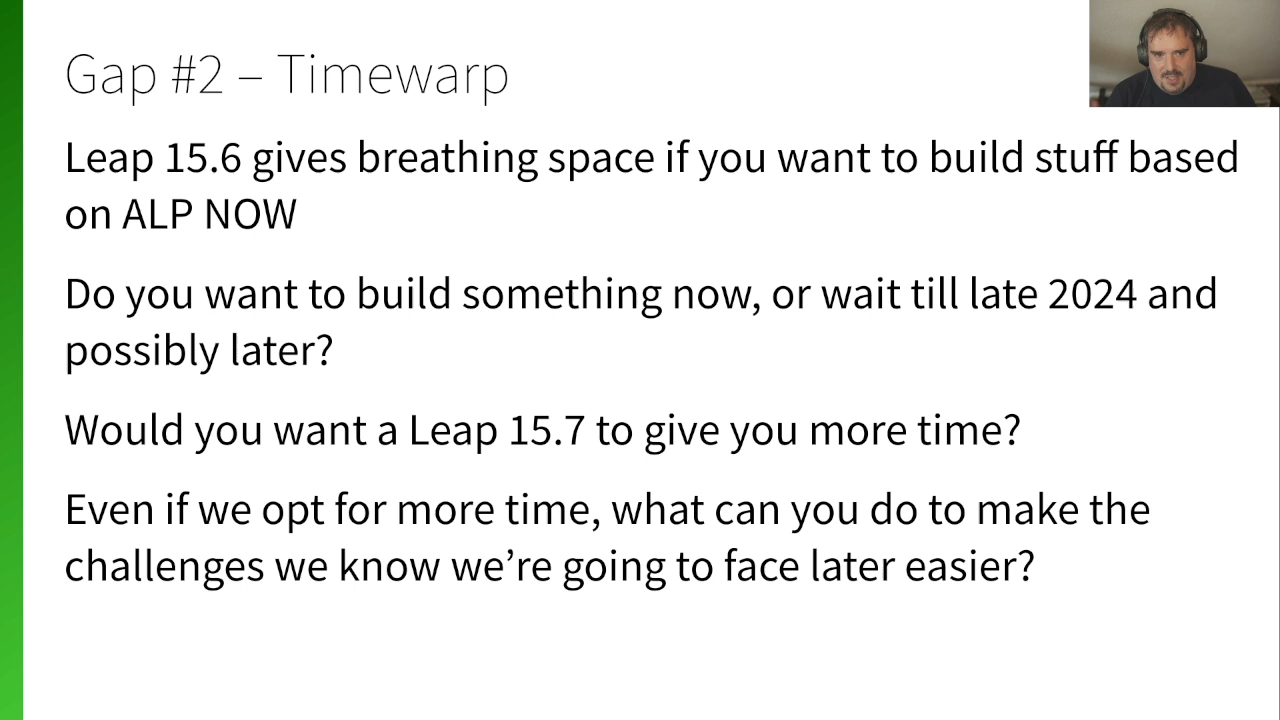 Gap #2 – Timewarp
Leap 15.6 gives breathing space if you want to build stuff based
on ALP NOW
Do you want to build something now, or wait till late 2024 and
possibly later?
Would you want a Leap 15.7 to give you more time?
Even if we opt for more time, what can you do to make the
challenges we know we’re going to face later easier?